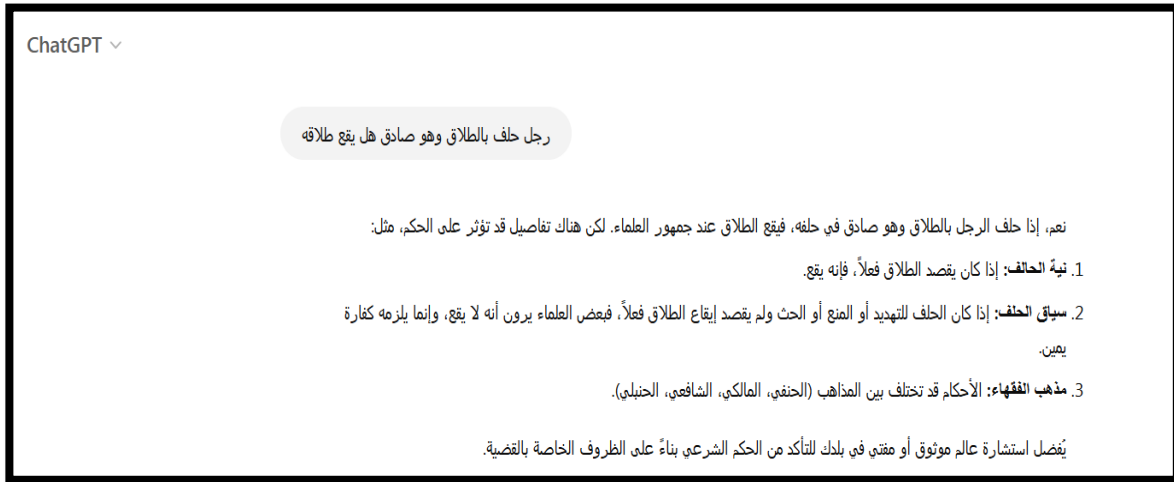 ChatGPT
رجل حلف بالطلاق وهو صادق هل يقع طلاقه
نعم، إذا حلف الرجل بالطلاق وهو صادق في حلفه، فيقع الطلاق عند جمهور العلماء. لكن هناك تفاصيل قد تؤثر على الحكم، مثل:
1. نية الحالف: إذا كان يقصد الطلاق فعلاً، فإنه يقع.
2. سياق الحلف: إذا كان الحلف للتهديد أو المنع أو الحث ولم يقصد إيقاع الطلاق فعلاً، فبعض العلماء يرون أنه لا يقع، وإنما يلزمه كفارة
يمين.
3. مذهب الفقهاء: الأحكام قد تختلف بين المذاهب (الحنفي، المالكي، الشافعي، الحنبلي).
يُفضل استشارة عالم موثوق أو مفتي في بلدك للتأكد من الحكم الشرعي بناءً على الظروف الخاصة بالقضية.